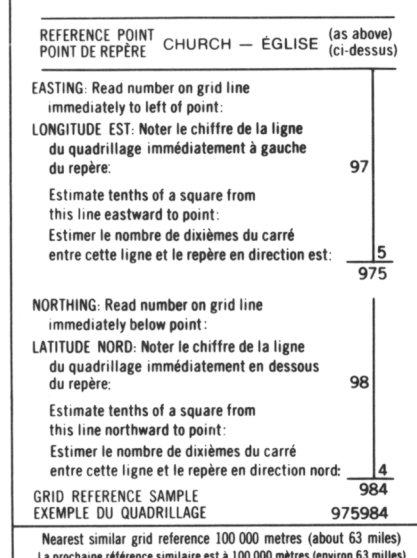 REFERENCE POINT
POINT DE REPÈRE
CHURCH — ÉGLISE
(as above)
(ci-dessus)
EASTING: Read number on grid line
immediately to left of point:
LONGITUDE EST: Noter le chiffre de la ligne
du quadrillage immédiatement à gauche
du repère: 97
Estimate tenths of a square from
this line eastward to point:
Estimer le nombre de dixièmes du carré
entre cette ligne et le repère en direction est: 5
975
NORTHING: Read number on grid line
immediately below point:
LATITUDE NORD: Noter le chiffre de la ligne
du quadrillage immédiatement en dessous
du repère: 98
Estimate tenths of a square from
this line northward to point:
Estimer le nombre de dixièmes du carré
entre cette ligne et le repère en direction nord: 4
984
GRID REFERENCE SAMPLE
EXEMPLE DU QUADRILLAGE 975984
Nearest similar grid reference 100 000 metres (about 63 milles)
La prochaine référence similaire est à 100 000 mètres (environ 63 milles)